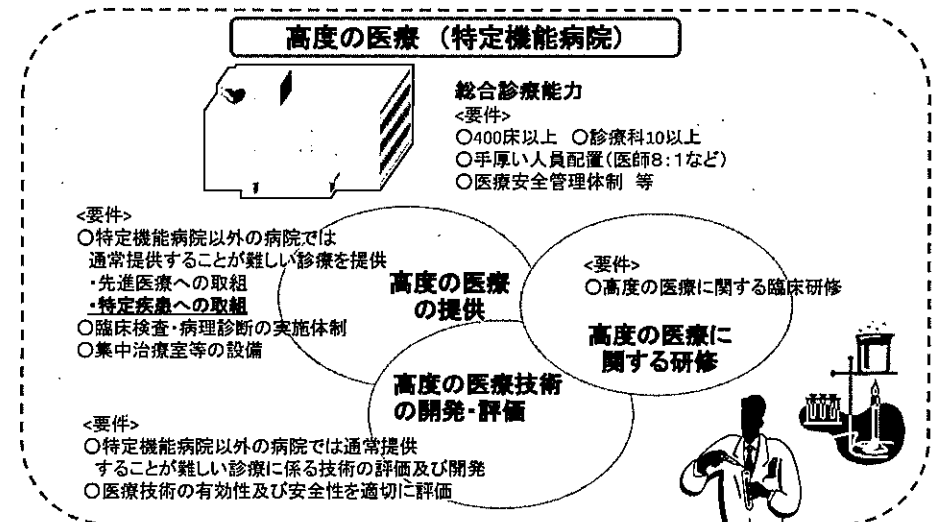 高度の医療 （特定機能病院）
総合診療能力
<要件>
○400床以上 ○診療科10以上
○手厚い人員配置（医師8：1など）
○医療安全管理体制 等
<要件>
○特定機能病院以外の病院では
通常提供することが難しい診療を提供
・先進医療への取組
・特定疾患への取組
○臨床検査・病理診断の実施体制
○集中治療室等の設備
高度の医療
の提供
<要件>
○高度の医療に関する臨床研修
高度の医療に
関する研修
高度の医療技術
の開発・評価
<要件>
○特定機能病院以外の病院では通常提供
することが難しい診療に係る技術の評価及び開発
○医療技術の有効性及び安全性を適切に評価